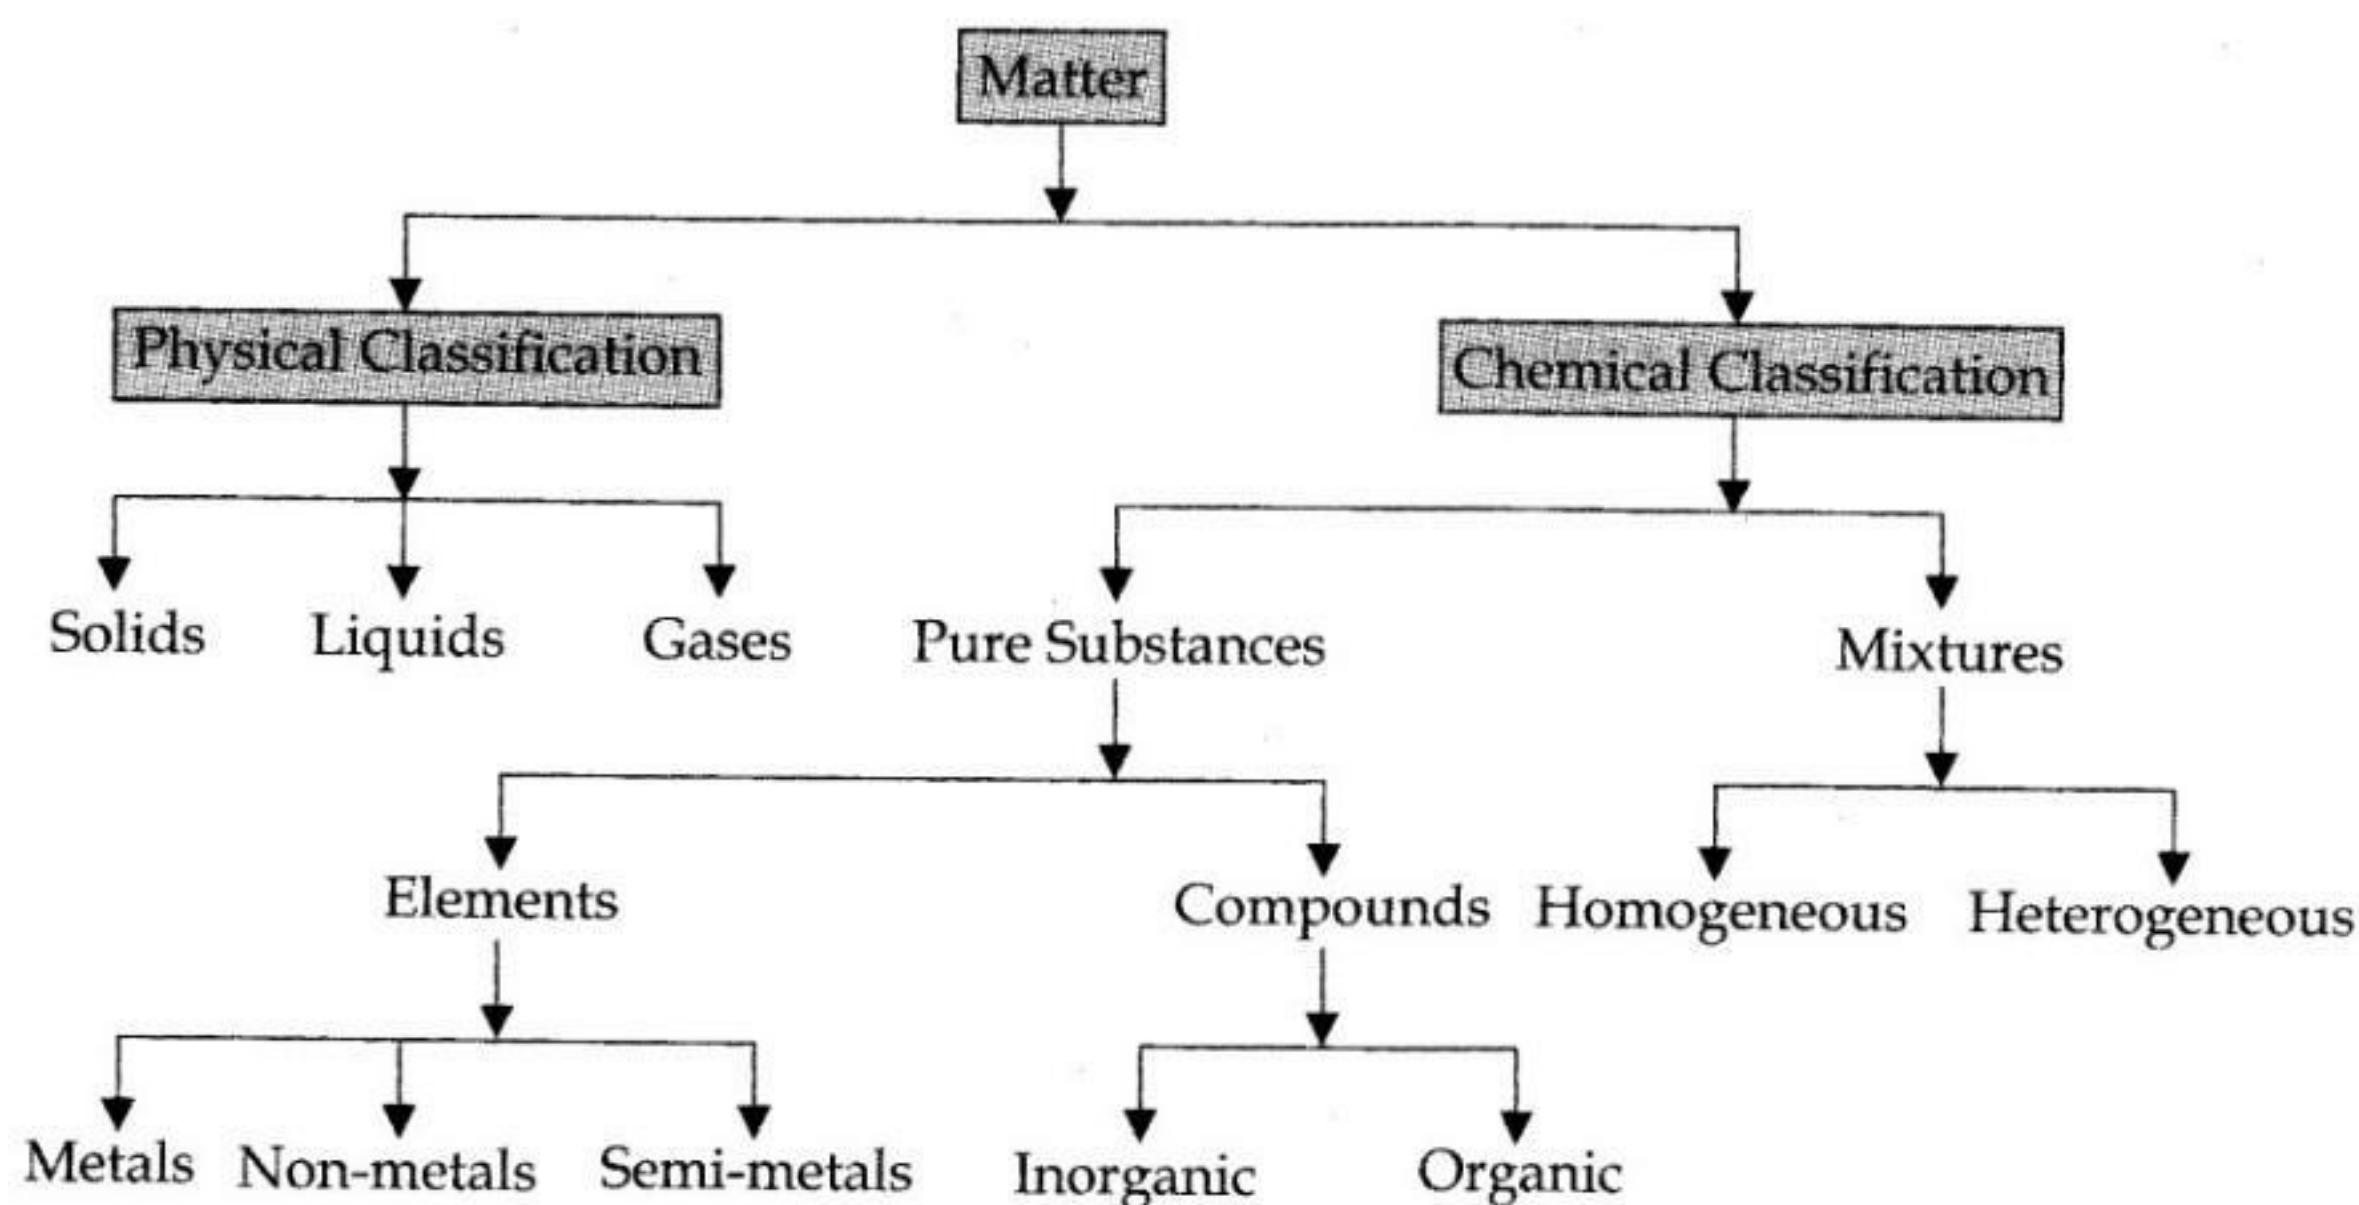 Matter
Physical Classification
Chemical Classification
Solids
Liquids
Gases
Pure Substances
Mixtures
Elements
Compounds
Homogeneous
Heterogeneous
Metals
Non-metals
Semi-metals
Inorganic
Organic